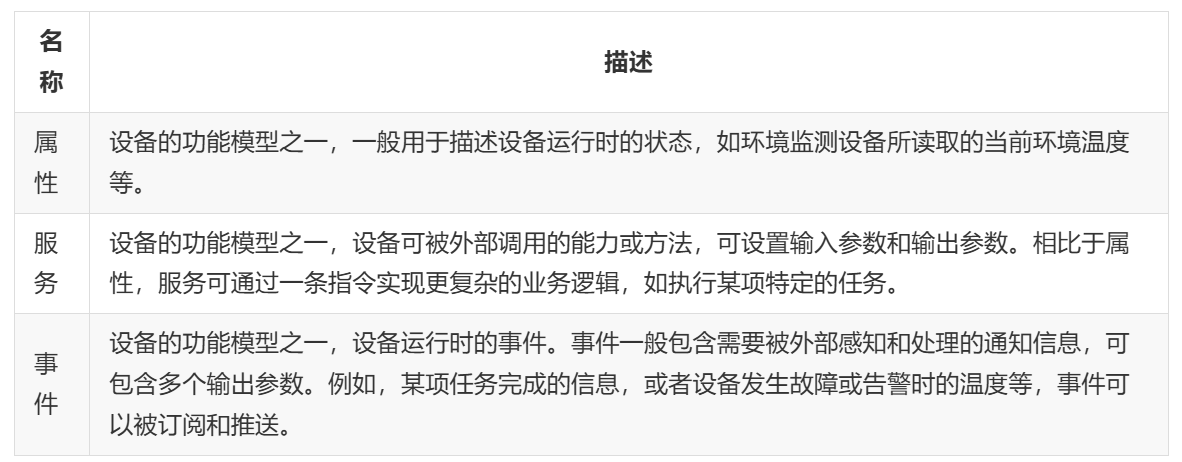 名
称
描述
属
性
设备的功能模型之一，一般用于描述设备运行时的状态，如环境监测设备所读取的当前环境温度
等。
服
务
设备的功能模型之一，设备可被外部调用的能力或方法，可设置输入参数和输出参数。相比于属
性，服务可通过一条指令实现更复杂的业务逻辑，如执行某项特定的任务。
事
件
设备的功能模型之一，设备运行时的事件。事件一般包含需要被外部感知和处理的通知信息，可
包含多个输出参数。例如，某项任务完成的信息，或者设备发生故障或告警时的温度等，事件可
以被订阅和推送。